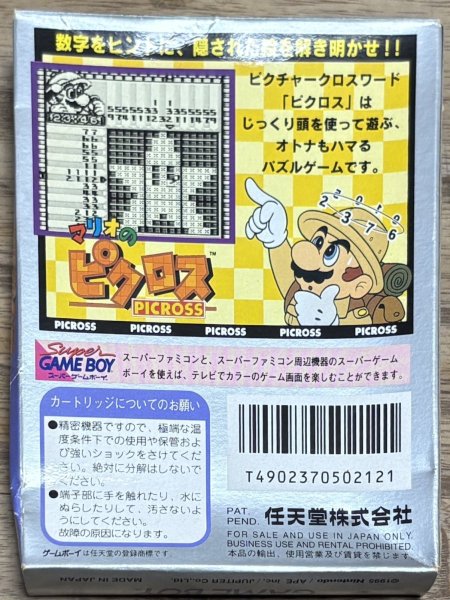 数字をヒントに、隠された絵を解き明かせ!!
ピクチャークロスワード
「ピクロス」は
じっくり頭を使って遊ぶ、
オトナもハマる
パズルゲームです。
マリオの
ピクロス™
PICROSS
PICROSS PICROSS PICROSS PICROSS PICROSS
Super
GAME BOY
スーパーゲームボーイ
スーパーファミコンと、スーパーファミコン周辺機器のスーパーゲーム
ボーイを使えば、テレビでカラーのゲーム画面を楽しむことができます。
カートリッジについてのお願い
●精密機器ですので、極端な温
度条件下での使用や保管およ
び強いショックをさけてくだ
さい。絶対に分解はしないで
ください。
●端子部に手を触れたり、水に
ぬらしたりして、汚さないよ
うにしてください。
故障の原因になります。
ゲームボーイは任天堂の登録商標です。
T4902370502121
PAT.
PEND.
任天堂株式会社
FOR SALE AND USE IN JAPAN ONLY.
BUSINESS USE AND RENTAL PROHIBITED.
本品の輸出、使用営業及び賃貸を禁じます。
©1995 Nintendo / APE inc. / JUPITER Co.,Ltd.
MADE IN JAPAN
GAME BOY